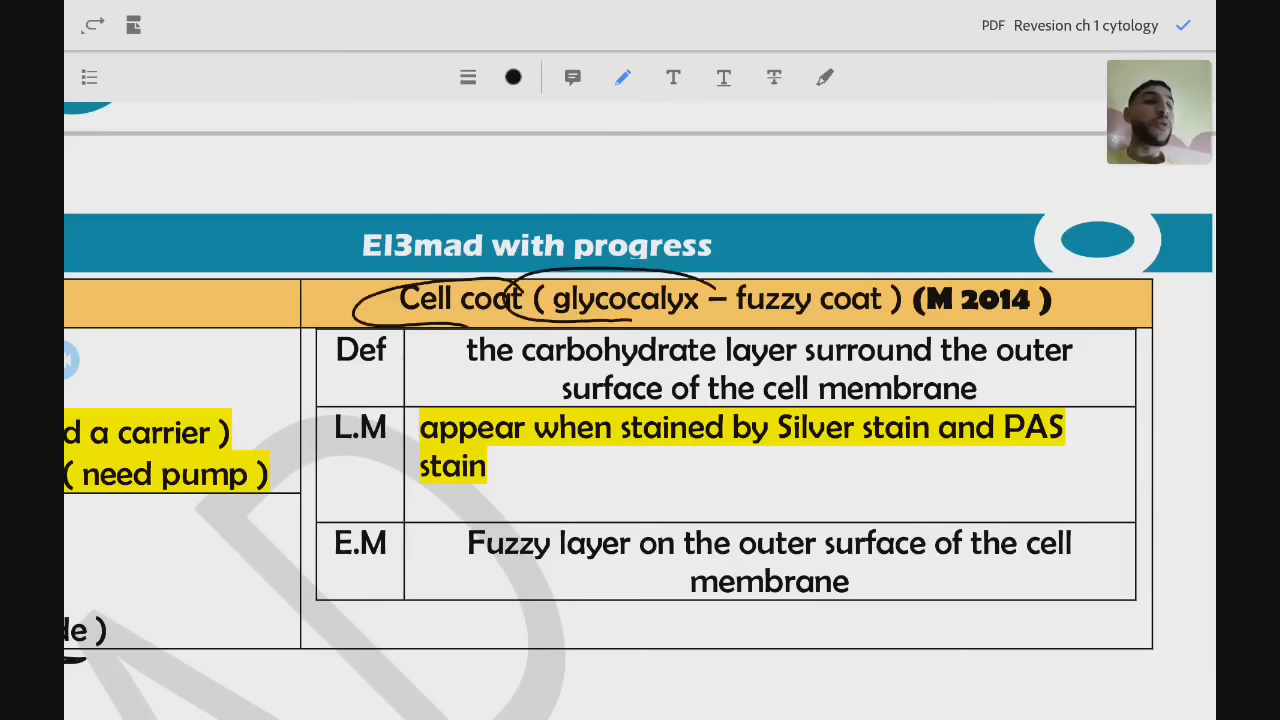 PDF Revesion ch 1 cytology
T T T
El3mad with progress
Cell coat ( glycocalyx – fuzzy coat ) (M 2014 )
Def
the carbohydrate layer surround the outer
surface of the cell membrane
d a carrier )
( need pump )
L.M
appear when stained by Silver stain and PAS
stain
E.M
Fuzzy layer on the outer surface of the cell
membrane
de )